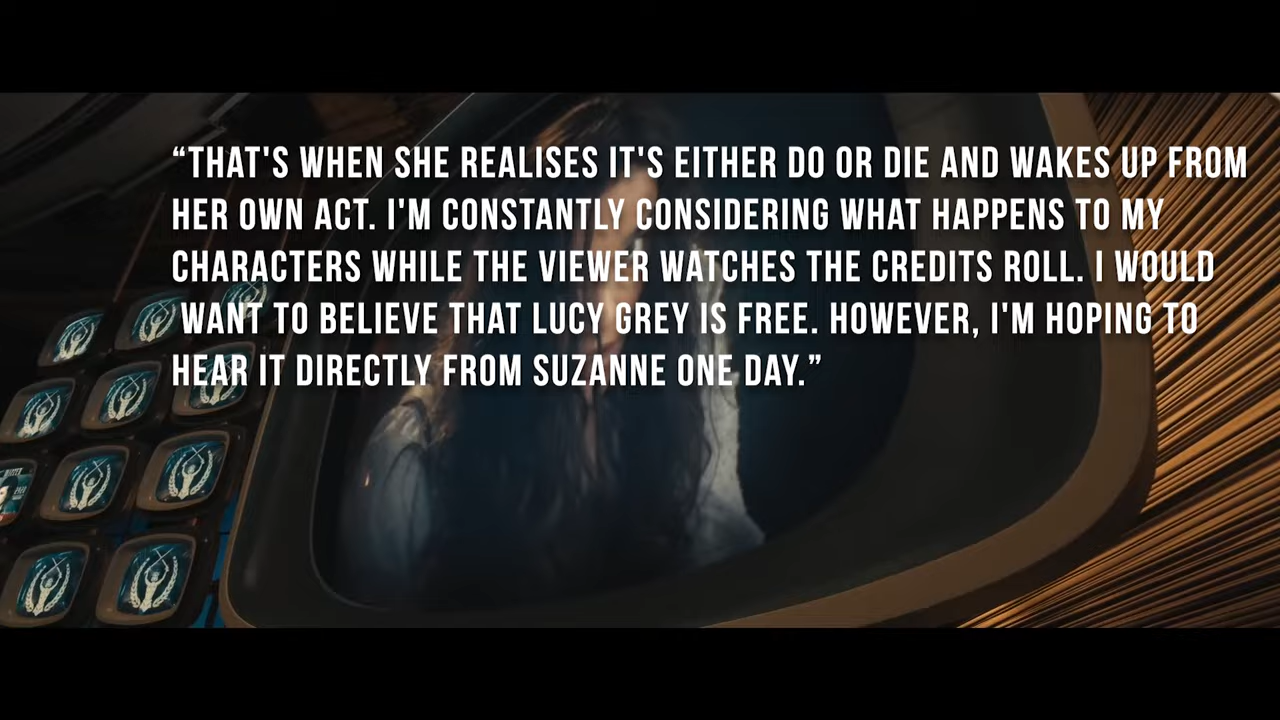 “THAT'S WHEN SHE REALISES IT'S EITHER DO OR DIE AND WAKES UP FROM
HER OWN ACT. I'M CONSTANTLY CONSIDERING WHAT HAPPENS TO MY
CHARACTERS WHILE THE VIEWER WATCHES THE CREDITS ROLL. I WOULD
WANT TO BELIEVE THAT LUCY GREY IS FREE. HOWEVER, I'M HOPING TO
HEAR IT DIRECTLY FROM SUZANNE ONE DAY.”